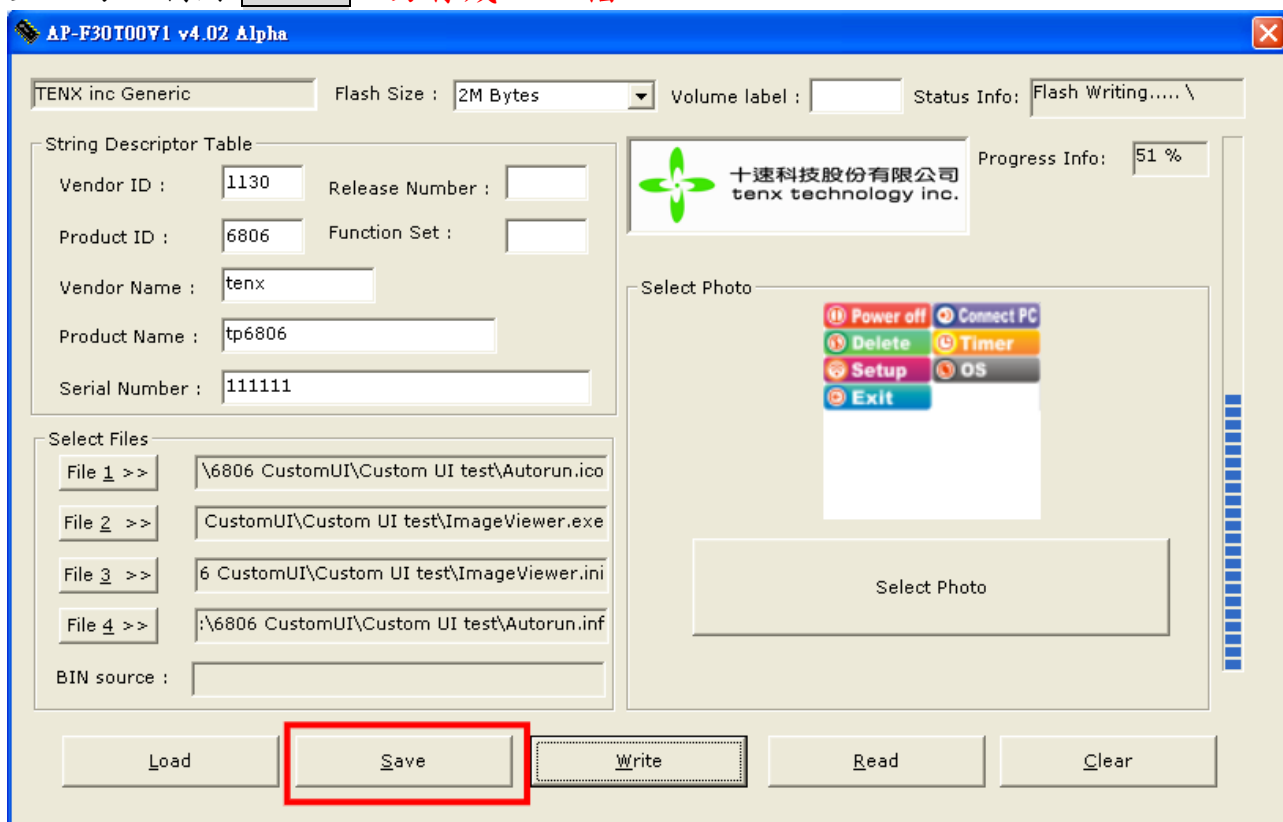 AP-F30T00V1 v4.02 Alpha
TENX inc Generic
Flash Size : 2M Bytes
Volume label :
Status Info: Flash Writing..... \
String Descriptor Table
Vendor ID : 1130
Release Number :
Product ID : 6806
Function Set :
Vendor Name : tenx
Product Name : tp6806
Serial Number : 111111
十速科技股份有限公司
tenx technology inc.
Progress Info: 51 %
Select Photo
Power off
Connect PC
Delete
Timer
Setup
OS
Exit
Select Photo
Select Files
File 1 >> \6806 CustomUI\Custom UI test\Autorun.ico
File 2 >> CustomUI\Custom UI test\ImageViewer.exe
File 3 >> 6 CustomUI\Custom UI test\ImageViewer.ini
File 4 >> :\6806 CustomUI\Custom UI test\Autorun.inf
BIN source :
Load
Save
Write
Read
Clear